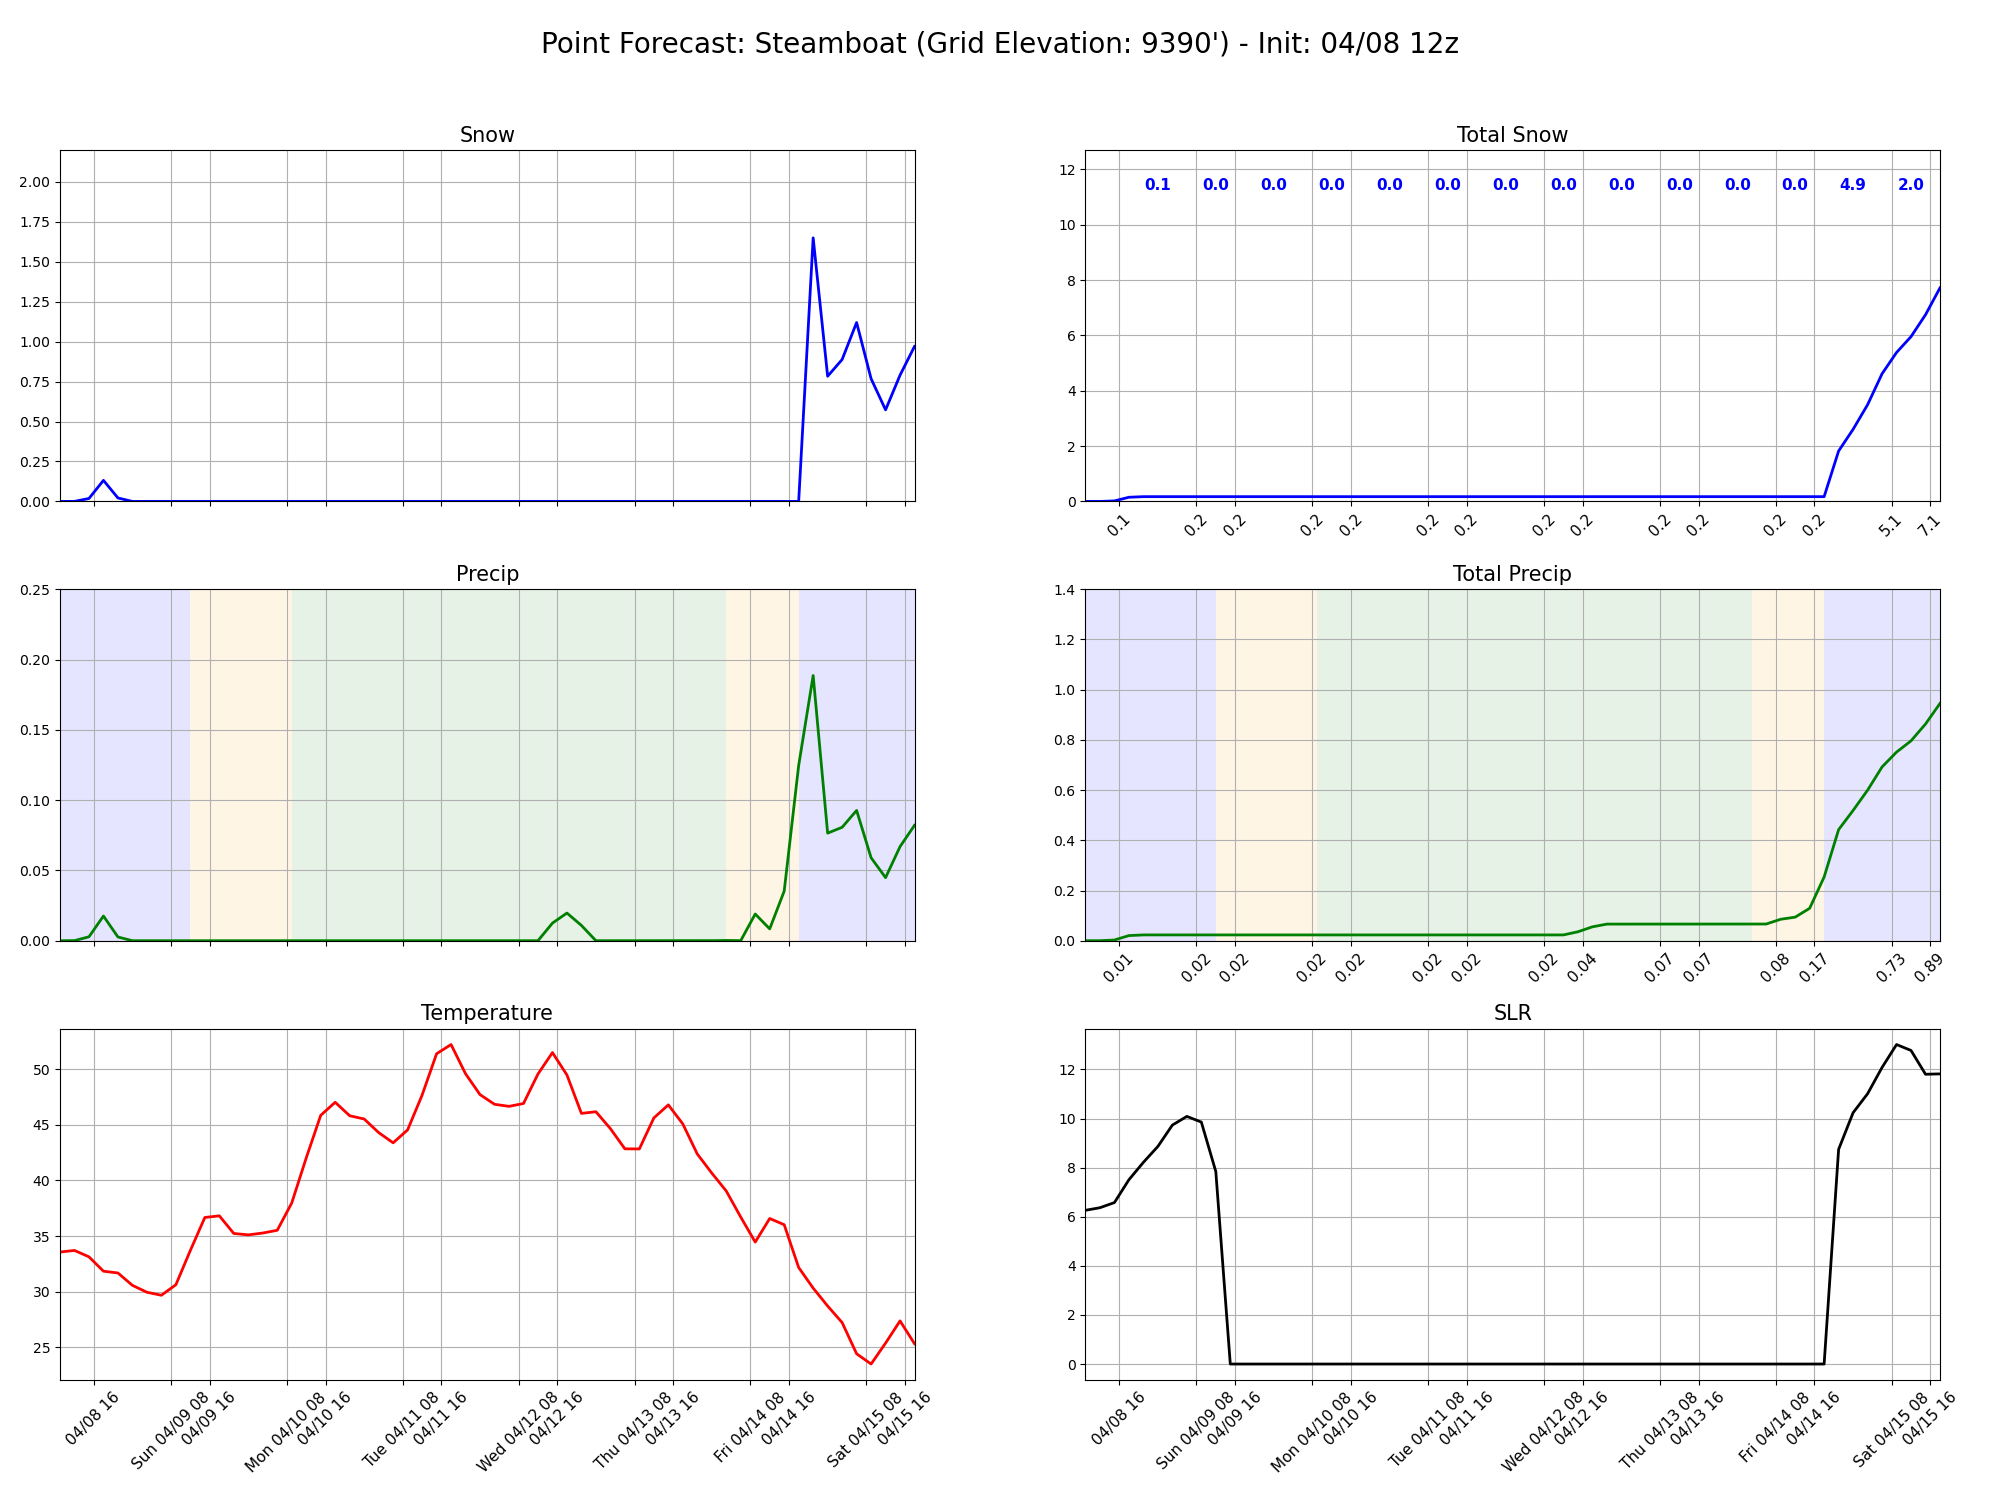 Point Forecast: Steamboat (Grid Elevation: 9390') - Init: 04/08 12z
Snow
2.00
1.75
1.50
1.25
1.00
0.75
0.50
0.25
0.00
Total Snow
12
10
8
6
4
2
0
0.1 0.0 0.0 0.0 0.0 0.0 0.0 0.0 0.0 0.0 0.0 0.0 4.9 2.0
0.1 0.2 0.2 0.2 0.2 0.2 0.2 0.2 0.2 0.2 0.2 0.2 0.2 5.1 7.1
Precip
0.25
0.20
0.15
0.10
0.05
0.00
Total Precip
1.4
1.2
1.0
0.8
0.6
0.4
0.2
0.0
0.01 0.02 0.02 0.02 0.02 0.02 0.02 0.02 0.04 0.07 0.07 0.08 0.17 0.73 0.89
Temperature
50
45
40
35
30
25
04/08 16
Sun 04/09 08
04/09 16
Mon 04/10 08
04/10 16
Tue 04/11 08
04/11 16
Wed 04/12 08
04/12 16
Thu 04/13 08
04/13 16
Fri 04/14 08
04/14 16
Sat 04/15 08
04/15 16
SLR
12
10
8
6
4
2
0
04/08 16
Sun 04/09 08
04/09 16
Mon 04/10 08
04/10 16
Tue 04/11 08
04/11 16
Wed 04/12 08
04/12 16
Thu 04/13 08
04/13 16
Fri 04/14 08
04/14 16
Sat 04/15 08
04/15 16